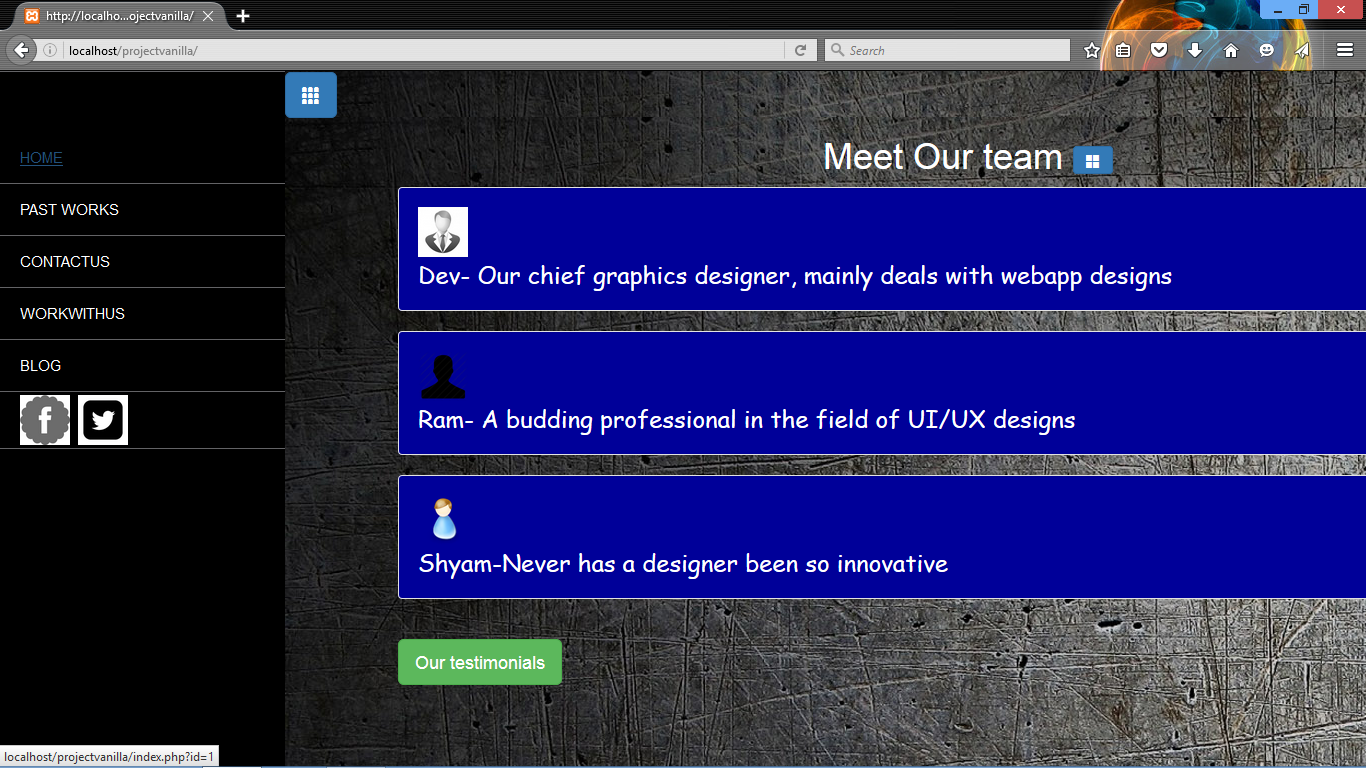 http://localho...ojectvanilla/
localhost/projectvanilla/
Search
HOME
PAST WORKS
CONTACTUS
WORKWITHUS
BLOG
Meet Our team
Dev- Our chief graphics designer, mainly deals with webapp designs
Ram- A budding professional in the field of UI/UX designs
Shyam-Never has a designer been so innovative
Our testimonials
localhost/projectvanilla/index.php?id=1